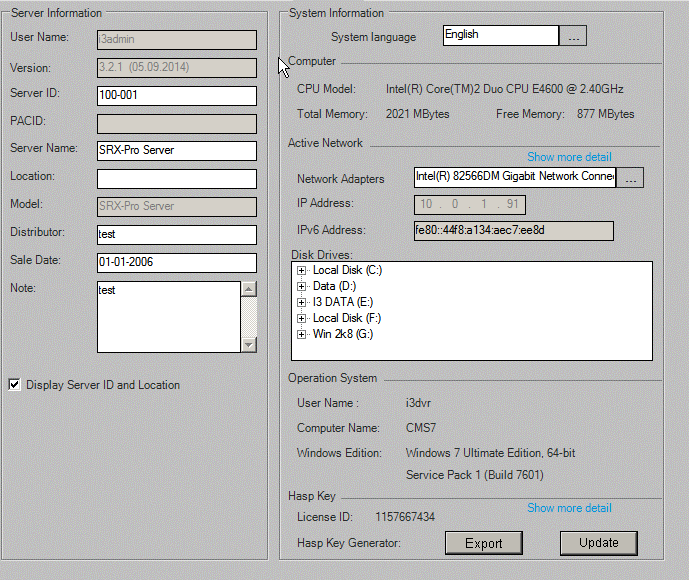 Server Information
User Name: i3admin
Version: 3.2.1 (05.09.2014)
Server ID: 100-001
PACID:
Server Name: SRX-Pro Server
Location:
Model: SRX-Pro Server
Distributor: test
Sale Date: 01-01-2006
Note: test
Display Server ID and Location
System Information
System language English ...
Computer
CPU Model: Intel(R) Core(TM)2 Duo CPU E4600 @ 2.40GHz
Total Memory: 2021 MBytes Free Memory: 877 MBytes
Active Network
Show more detail
Network Adapters Intel(R) 82566DM Gigabit Network Connec ...
IP Address: 10 . 0 . 1 . 91
IPv6 Address: fe80::44f8:a134:aec7:ee8d
Disk Drives:
Local Disk (C:)
Data (D:)
I3 DATA (E:)
Local Disk (F:)
Win 2k8 (G:)
Operation System
User Name : i3dvr
Computer Name: CMS7
Windows Edition: Windows 7 Ultimate Edition, 64-bit
Service Pack 1 (Build 7601)
Hasp Key
Show more detail
License ID: 1157667434
Hasp Key Generator: Export Update